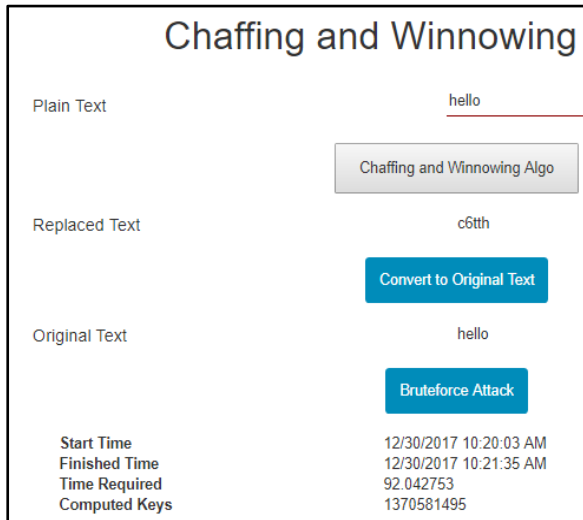 Chaffing and Winnowing
Plain Text hello
Chaffing and Winnowing Algo
Replaced Text c6tth
Convert to Original Text
Original Text hello
Bruteforce Attack
Start Time 12/30/2017 10:20:03 AM
Finished Time 12/30/2017 10:21:35 AM
Time Required 92.042753
Computed Keys 1370581495